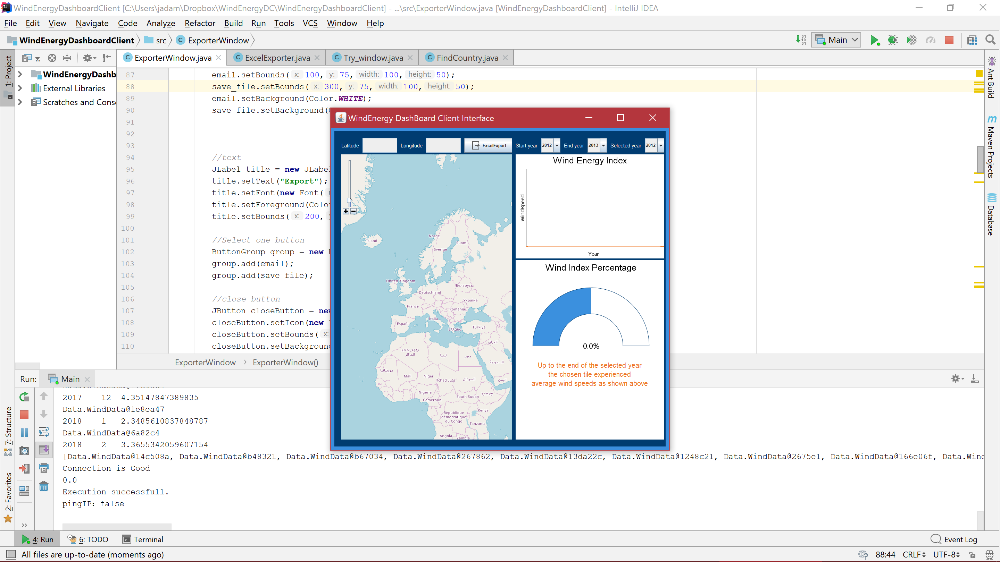 WindEnergyDashboardClient [C:\Users\jadam\Dropbox\WindEnergyDC\WindEnergyDashboardClient] - ...\src\ExporterWindow.java [WindEnergyDashboardClient] - IntelliJ IDEA
File Edit View Navigate Code Analyze Refactor Build Run Tools VCS Window Help
WindEnergyDashboardClient src ExporterWindow
Main
1: Project
ExporterWindow.java ExcelExporter.java Try_window.java FindCountry.java
WindEnergyDashb
External Libraries
Scratches and Cons
87 email.setBounds( x: 100, y: 75, width: 100, height: 50);
88 save_file.setBounds( x: 300, y: 75, width: 100, height: 50);
89 email.setBackground(Color.WHITE);
90 save_file.setBackground(
91
92
93
94 //text
95 JLabel title = new JLabel
96 title.setText("Export");
97 title.setFont(new Font(
98 title.setForeground(Color
99 title.setBounds( x: 200,
100
101 //Select one button
102 ButtonGroup group = new
103 group.add(email);
104 group.add(save_file);
105
106 //close button
107 JButton closeButton = new
108 closeButton.setIcon(new
109 closeButton.setBounds( x:
110 closeButton.setBackground
ExporterWindow › ExporterWindow()
Ant Build
Maven Projects
Database
WindEnergy DashBoard Client Interface
Latitude Longitude ExcelExport Start year 2012 End year 2013 Selected year 2012
Ísland
Norge
Suomi
Sverige
United Kingdom
Беларусь
Deutschland
Україна
France
România
Italia
España
Ελλάδα
Türkiye
العراق
ⵍⵣⵣⴰⵢⴻⵔ
الجزائر
ليبيا
مصر
السعودية
موريتانيا
Mali
Niger
Tchad تشاد
السودان
اليمن
Nigeria
South Sudan
Cameroun
Kenya
République
démocratique
du Congo
Tanzania
Angola
Zambia
Wind Energy Index
WindSpeed
Year
Wind Index Percentage
0.0%
Up to the end of the selected year
the chosen tile experienced
average wind speeds as shown above
Run: Main
2017 12 4.35147847389835
Data.WindData@1e8ea47
2018 1 2.3485610837848787
Data.WindData@6a82c4
2018 2 3.3655342059607154
[Data.WindData@14c508a, Data.WindData@b48321, Data.WindData@b67034, Data.WindData@267862, Data.WindData@13da22c, Data.WindData@1248c21, Data.WindData@2675e1, Data.WindData@166e06f, Data.Wind
Connection is Good
0.0
Execution successfull.
pingIP: false
7: Structure
2: Favorites
4: Run 6: TODO Terminal Event Log
All files are up-to-date (moments ago) 88:44 CRLF UTF-8